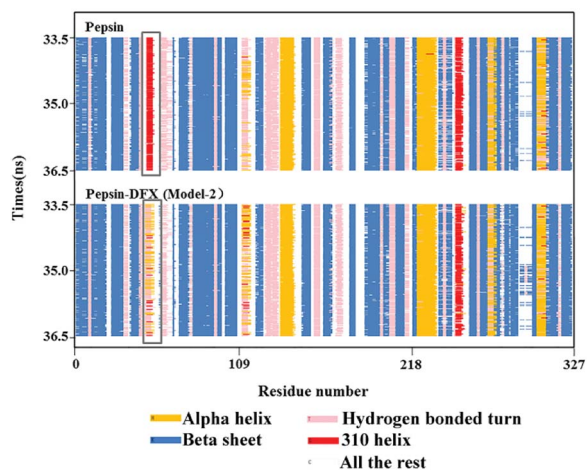 Pepsin
33.5
35.0
36.5
Pepsin-DFX (Model-2)
33.5
35.0
36.5
Times(ns)
0 109 218 327
Residue number
Alpha helix Hydrogen bonded turn
Beta sheet 310 helix
All the rest